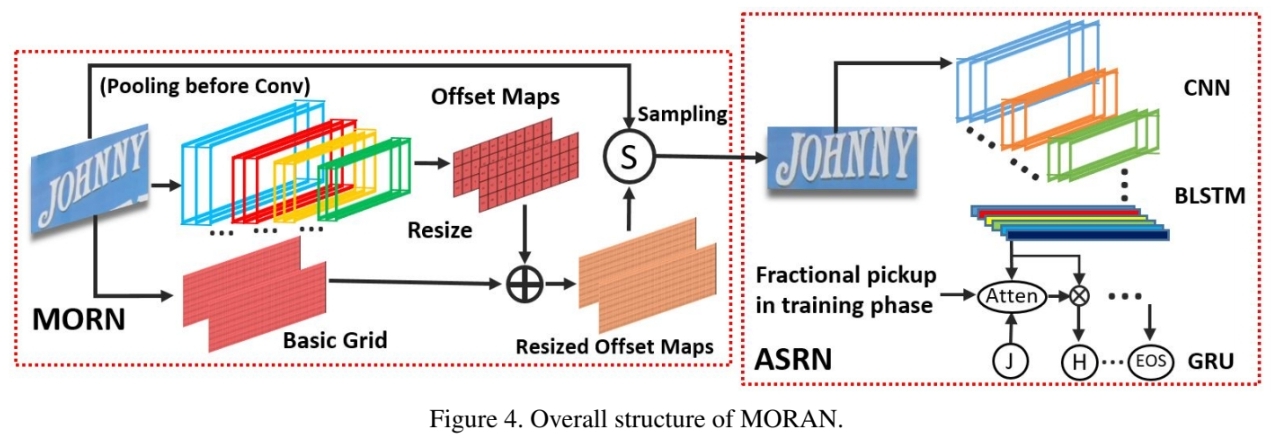 (Pooling before Conv)
Offset Maps
Sampling
CNN
JOHNNY
S
JOHNNY
BLSTM
Resize
Fractional pickup
in training phase
Atten
MORN
Basic Grid
Resized Offset Maps
ASRN
J
H
EOS
GRU
Figure 4. Overall structure of MORAN.